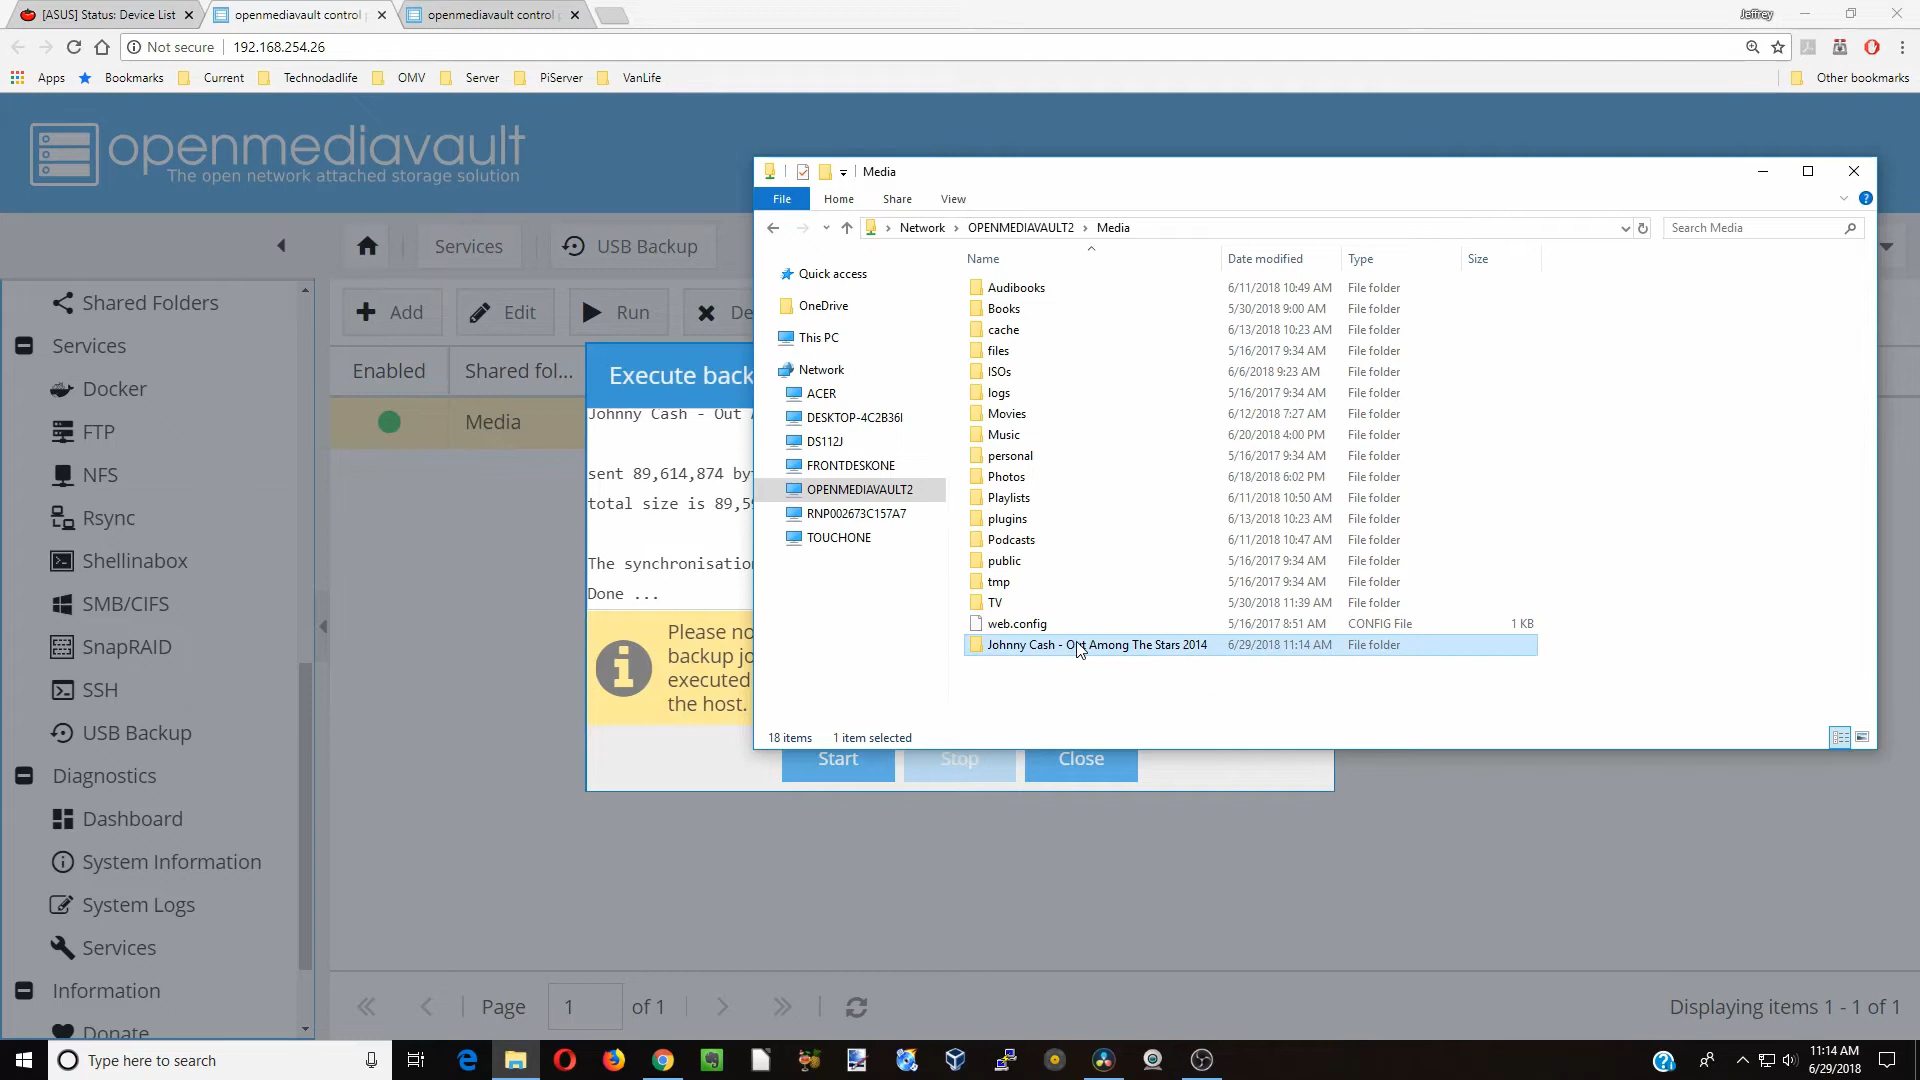 [ASUS] Status: Device List
openmediavault control
openmediavault control
Jeffrey
Not secure
192.168.254.26
Apps
Bookmarks
Current
Technodadlife
OMV
Server
PiServer
VanLife
Other bookmarks
openmediavault
The open network attached storage solution
Services
USB Backup
Add
Edit
Run
De
Enabled
Shared fol...
Media
Shared Folders
Services
Docker
FTP
NFS
Rsync
Shellinabox
SMB/CIFS
SnapRAID
SSH
USB Backup
Diagnostics
Dashboard
System Information
System Logs
Services
Information
Donate
Execute back
Johnny Cash - Out
sent 89,614,874 by
total size is 89,59
The synchronisatio
Done ...
Please no
backup jo
executed
the host.
Start
Stop
Close
Media
File
Home
Share
View
Network
OPENMEDIAVAULT2
Media
Search Media
Quick access
OneDrive
This PC
Network
ACER
DESKTOP-4C2B36I
DS112J
FRONTDESKONE
OPENMEDIAVAULT2
RNP002673C157A7
TOUCHONE
Name Date modified Type Size
Audibooks 6/11/2018 10:49 AM File folder
Books 5/30/2018 9:00 AM File folder
cache 6/13/2018 10:23 AM File folder
files 5/16/2017 9:34 AM File folder
ISOs 6/6/2018 9:23 AM File folder
logs 5/16/2017 9:34 AM File folder
Movies 6/12/2018 7:27 AM File folder
Music 6/20/2018 4:00 PM File folder
personal 5/16/2017 9:34 AM File folder
Photos 6/18/2018 6:02 PM File folder
Playlists 6/11/2018 10:50 AM File folder
plugins 6/13/2018 10:23 AM File folder
Podcasts 6/11/2018 10:47 AM File folder
public 5/16/2017 9:34 AM File folder
tmp 5/16/2017 9:34 AM File folder
TV 5/30/2018 11:39 AM File folder
web.config 5/16/2017 8:51 AM CONFIG File 1 KB
Johnny Cash - Out Among The Stars 2014 6/29/2018 11:14 AM File folder
18 items
1 item selected
Page 1 of 1
Displaying items 1 - 1 of 1
Type here to search
11:14 AM
6/29/2018